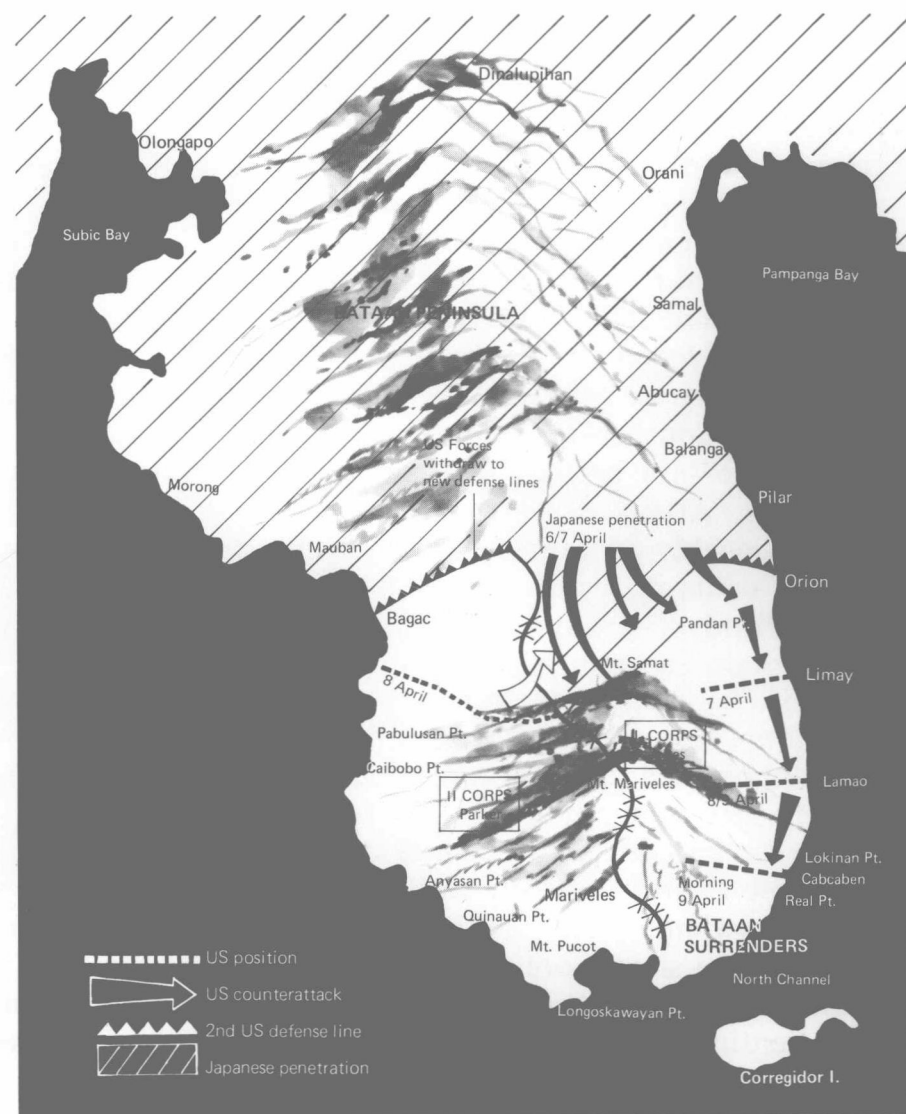 Dinalupihan
Olongapo
Orani
Subic Bay
Pampanga Bay
Samal
BATAAN PENINSULA
Abucay
US Forces
withdraw to
new defense lines
Balanga
Morong
Pilar
Japanese penetration
6/7 April
Mauban
Orion
Bagac
Pandan
Mt. Samat
8 April
Limay
7 April
Pabulusan Pt.
CORPS
Caibobo Pt.
Mt. Mariveles
Lamao
II CORPS
Parker
April
Lokinan Pt.
Anyasan Pt.
Cabcaben
Morning
9 April
Mariveles
Real Pt.
Quinauan Pt.
BATAAN
SURRENDERS
Mt. Pucot
US position
North Channel
US counterattack
Longoskawayan Pt.
2nd US defense line
Japanese penetration
Corregidor I.